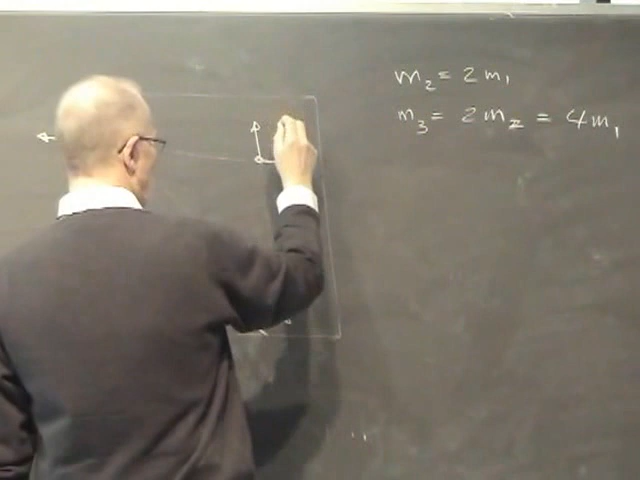 m₂ = 2m₁
m₃ = 2m₂ = 4m₁